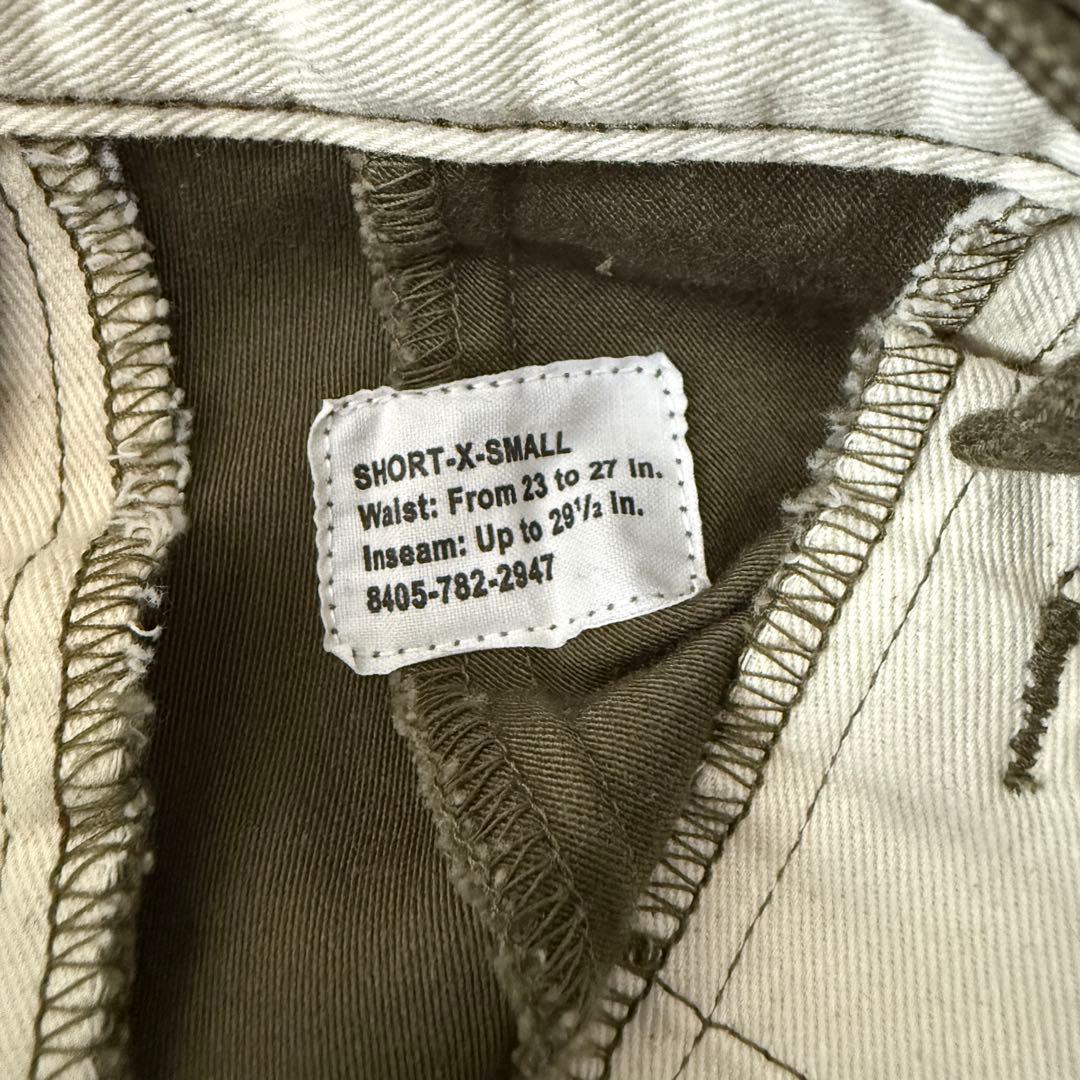 SHORT-X-SMALL
Waist: From 23 to 27 In.
Inseam: Up to 29½ In.
8405-782-2947